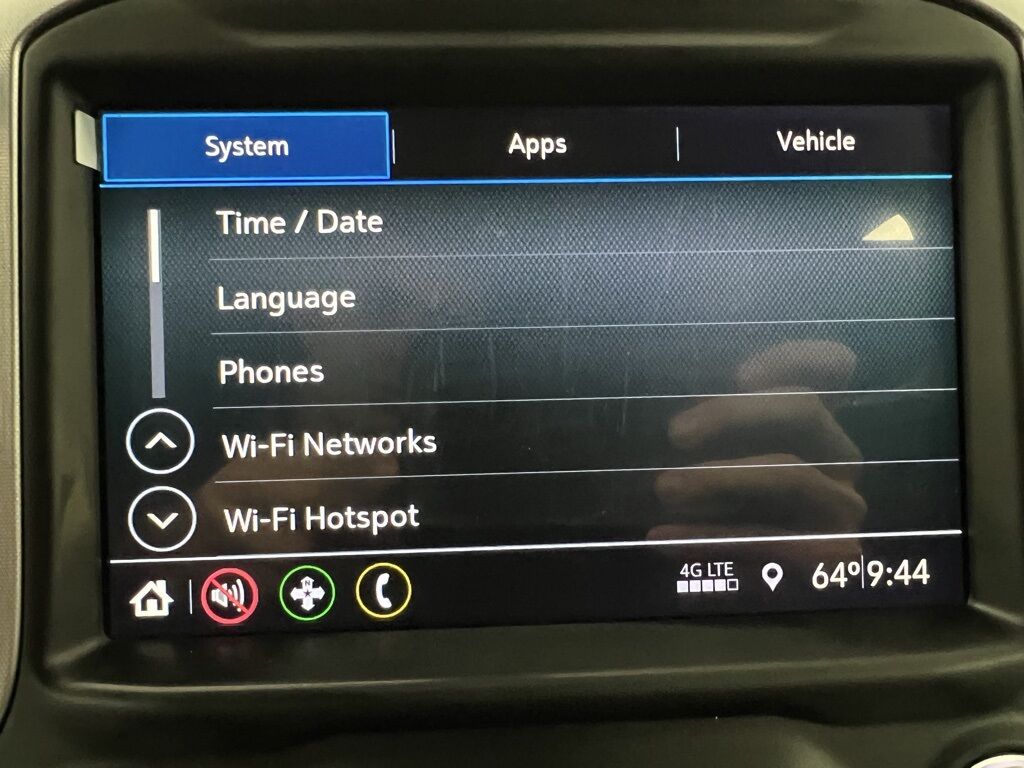 System Apps Vehicle
Time / Date
Language
Phones
Wi-Fi Networks
Wi-Fi Hotspot
N
4G LTE
64° 9:44